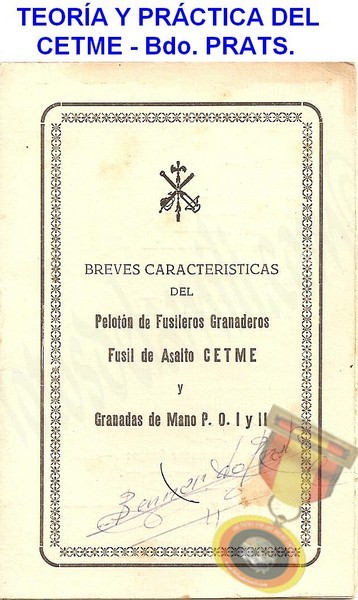 TEORÍA Y PRÁCTICA DEL
CETME - Bdo. PRATS.
BREVES CARACTERISTICAS
DEL
Pelotón de Fusileros Granaderos
Fusil de Asalto CETME
y
Granadas de Mano P. O. I y II